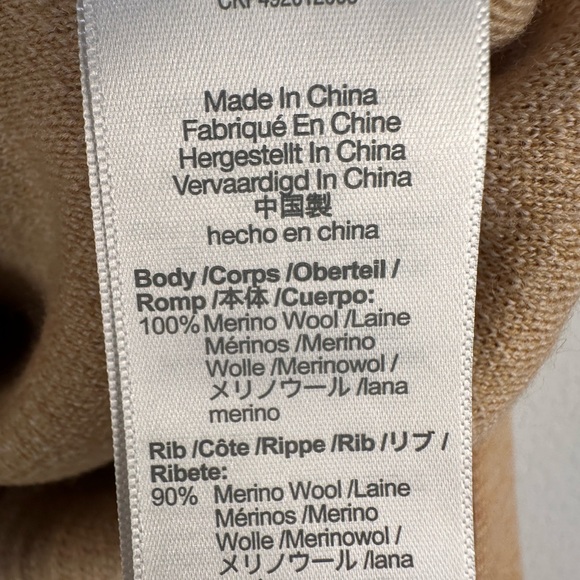 Made In China
Fabriqué En Chine
Hergestellt In China
Vervaardigd In China
中国製
hecho en china
Body /Corps /Oberteil /
Romp /本体 /Cuerpo:
100% Merino Wool /Laine
Mérinos /Merino
Wolle /Merinowol /
メリノウール /lana
merino
Rib /Côte /Rippe /Rib /リブ /
Ribete:
90% Merino Wool /Laine
Mérinos /Merino
Wolle /Merinowol /
メリノウール /lana